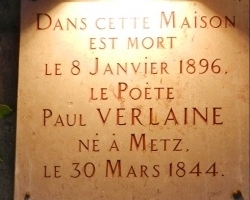 DANS CETTE MAISON
EST MORT
LE 8 JANVIER 1896,
LE POÈTE
PAUL VERLAINE
NÉ À METZ,
LE 30 MARS 1844.